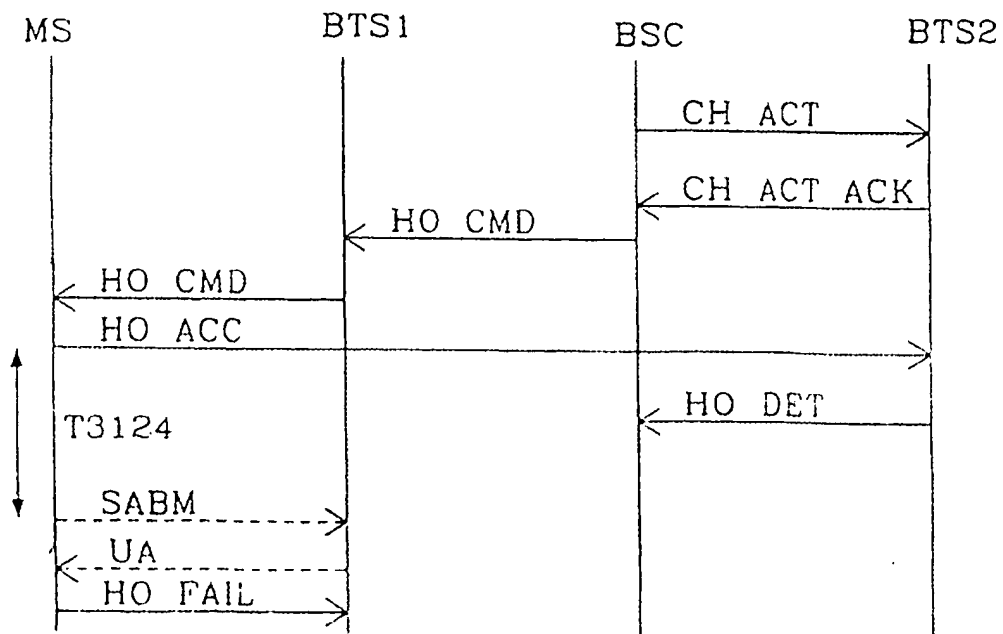 MS BTS1 BSC BTS2
CH ACT
CH ACT ACK
HO CMD
HO CMD
HO ACC
HO DET
T3124
SABM
UA
HO FAIL